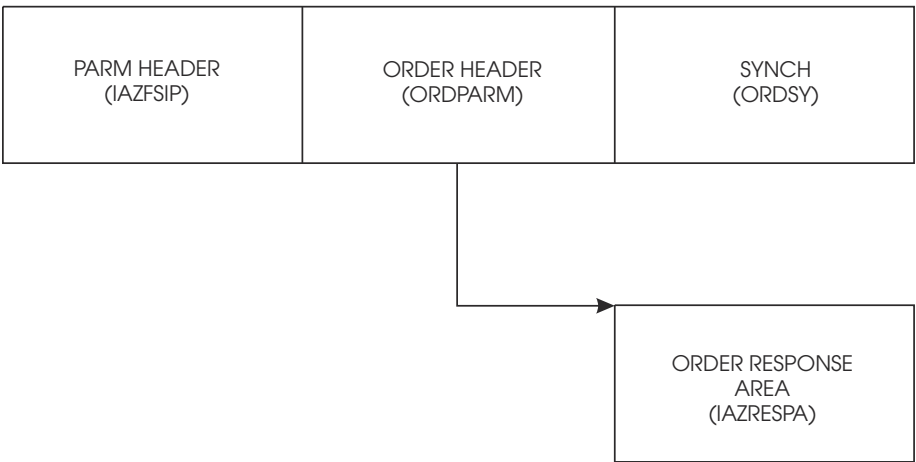 PARM HEADER
(IAZFSIP)
ORDER HEADER
(ORDPARM)
SYNCH
(ORDSY)
ORDER RESPONSE
AREA
(IAZRESPA)